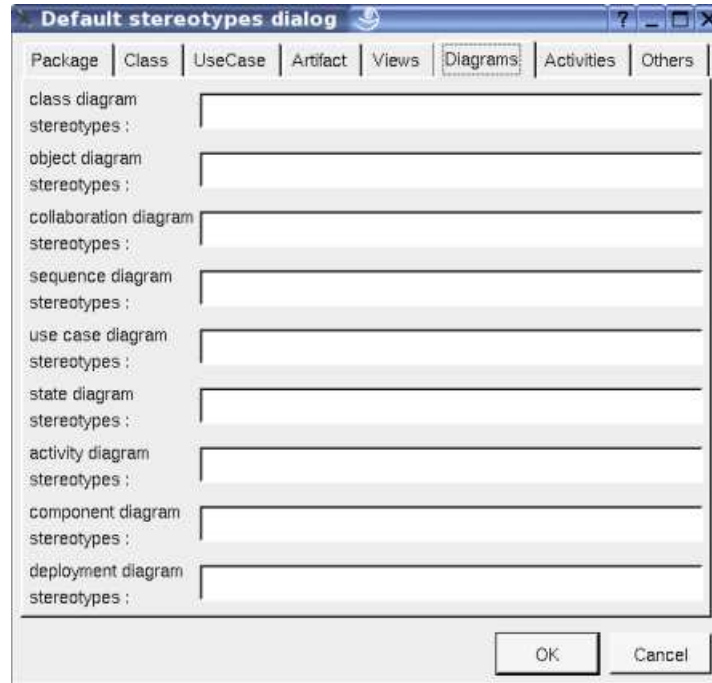 Default stereotypes dialog ?
Package Class UseCase Artifact Views Diagrams Activities Others
class diagram
stereotypes :
object diagram
stereotypes :
collaboration diagram
stereotypes :
sequence diagram
stereotypes :
use case diagram
stereotypes :
state diagram
stereotypes :
activity diagram
stereotypes :
component diagram
stereotypes :
deployment diagram
stereotypes :
OK Cancel